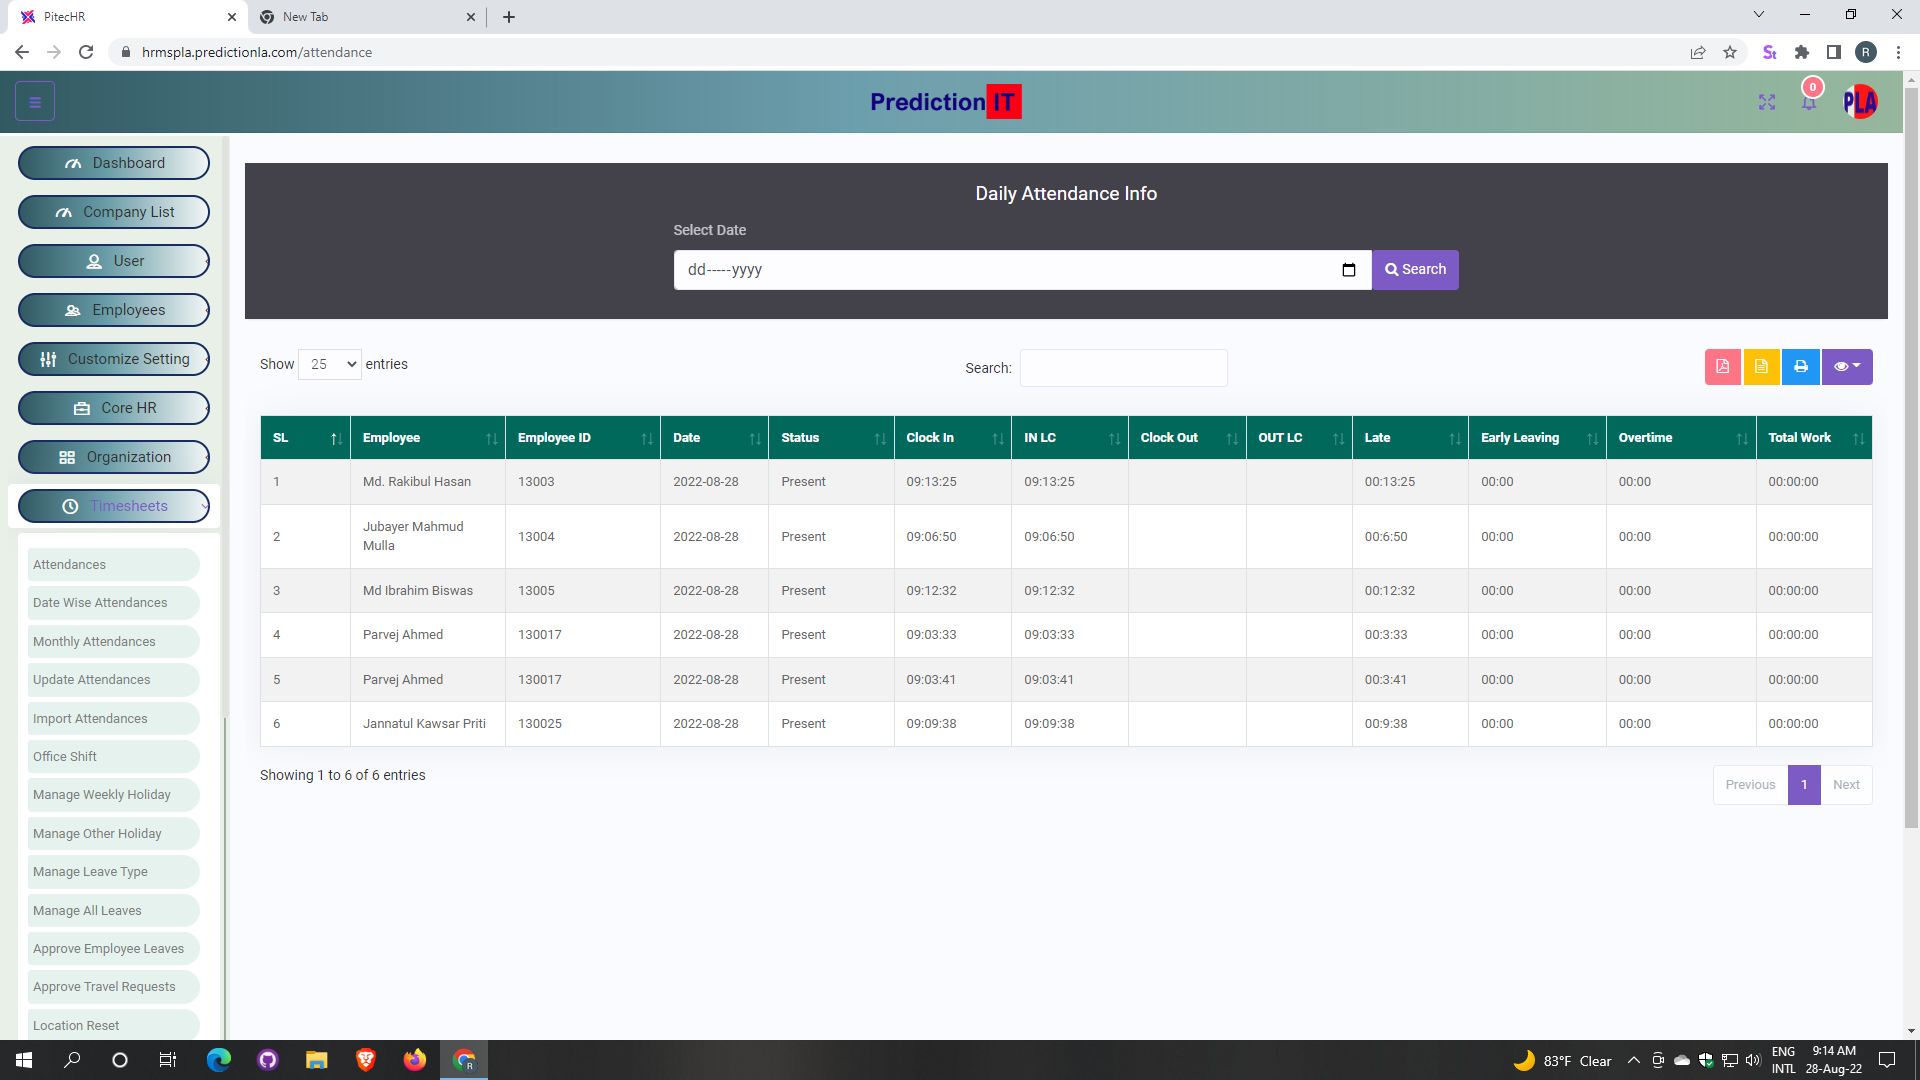 PitecHR
New Tab
hrmspla.predictionla.com/attendance
R
Prediction IT
0
PLA
Dashboard
Company List
User
Employees
Customize Setting
Core HR
Organization
Timesheets
Attendances
Date Wise Attendances
Monthly Attendances
Update Attendances
Import Attendances
Office Shift
Manage Weekly Holiday
Manage Other Holiday
Manage Leave Type
Manage All Leaves
Approve Employee Leaves
Approve Travel Requests
Location Reset
Daily Attendance Info
Select Date
dd-----yyyy
Search
Show 25 entries
Search:
SL Employee Employee ID Date Status Clock In IN LC Clock Out OUT LC Late Early Leaving Overtime Total Work
1 Md. Rakibul Hasan 13003 2022-08-28 Present 09:13:25 09:13:25 00:13:25 00:00 00:00 00:00:00
2 Jubayer Mahmud Mulla 13004 2022-08-28 Present 09:06:50 09:06:50 00:6:50 00:00 00:00 00:00:00
3 Md Ibrahim Biswas 13005 2022-08-28 Present 09:12:32 09:12:32 00:12:32 00:00 00:00 00:00:00
4 Parvej Ahmed 130017 2022-08-28 Present 09:03:33 09:03:33 00:3:33 00:00 00:00 00:00:00
5 Parvej Ahmed 130017 2022-08-28 Present 09:03:41 09:03:41 00:3:41 00:00 00:00 00:00:00
6 Jannatul Kawsar Priti 130025 2022-08-28 Present 09:09:38 09:09:38 00:9:38 00:00 00:00 00:00:00
Showing 1 to 6 of 6 entries
Previous 1 Next
83°F Clear
ENG
INTL
9:14 AM
28-Aug-22